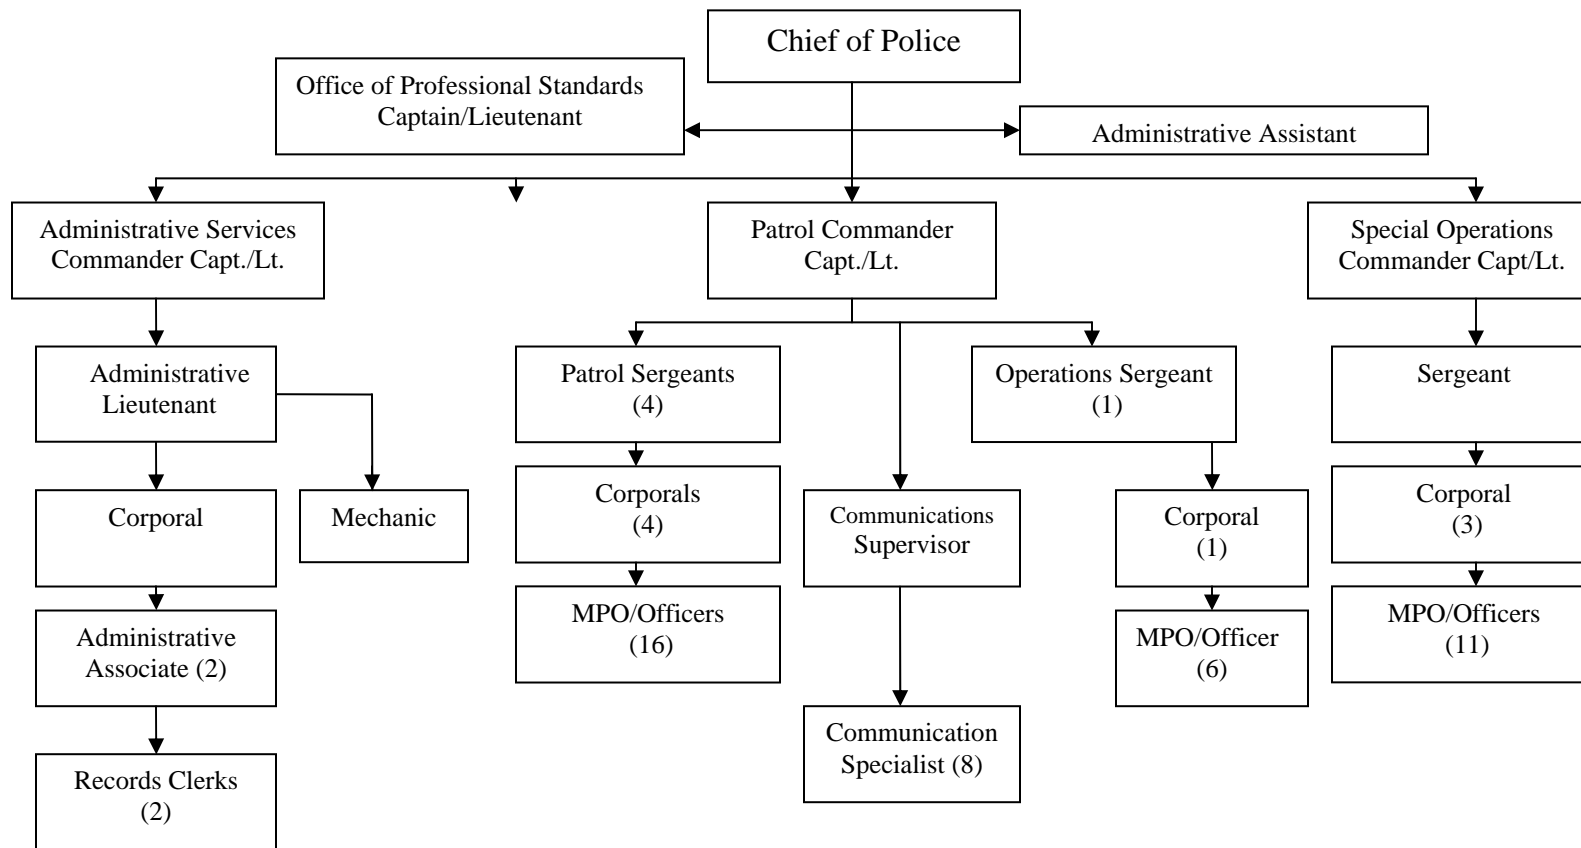 Chief of Police
Office of Professional Standards
Captain/Lieutenant
Administrative Assistant
Administrative Services
Commander Capt./Lt.
Patrol Commander
Capt./Lt.
Special Operations
Commander Capt/Lt.
Administrative
Lieutenant
Patrol Sergeants
(4)
Operations Sergeant
(1)
Sergeant
Corporal
Mechanic
Corporals
(4)
Communications
Supervisor
Corporal
(1)
Corporal
(3)
Administrative
Associate (2)
MPO/Officers
(16)
MPO/Officer
(6)
MPO/Officers
(11)
Communication
Specialist (8)
Records Clerks
(2)